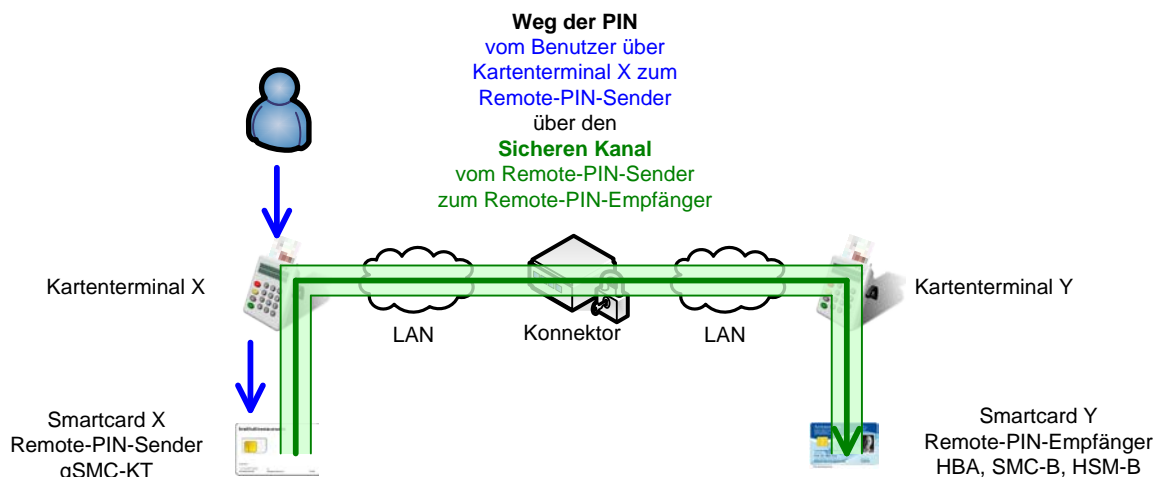 Weg der PIN
vom Benutzer über
Kartenterminal X zum
Remote-PIN-Sender
über den
Sicheren Kanal
vom Remote-PIN-Sender
zum Remote-PIN-Empfänger
Kartenterminal X
Kartenterminal Y
LAN
Konnektor
LAN
Smartcard X
Remote-PIN-Sender
gSMC-KT
Smartcard Y
Remote-PIN-Empfänger
HBA, SMC-B, HSM-B